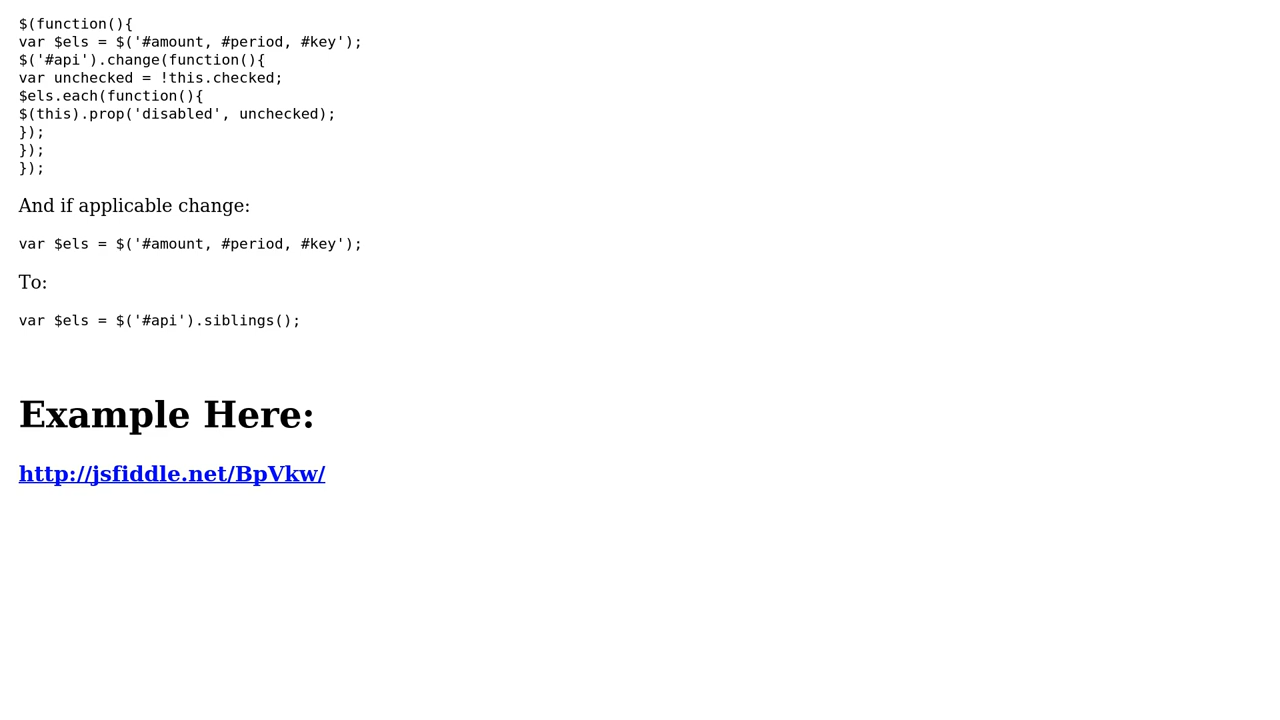 $(function(){
var $els = $('#amount, #period, #key');
$('#api').change(function(){
var unchecked = !this.checked;
$els.each(function(){
$(this).prop('disabled', unchecked);
});
});
});
And if applicable change:
var $els = $('#amount, #period, #key');
To:
var $els = $('#api').siblings();
Example Here:
http://jsfiddle.net/BpVkw/